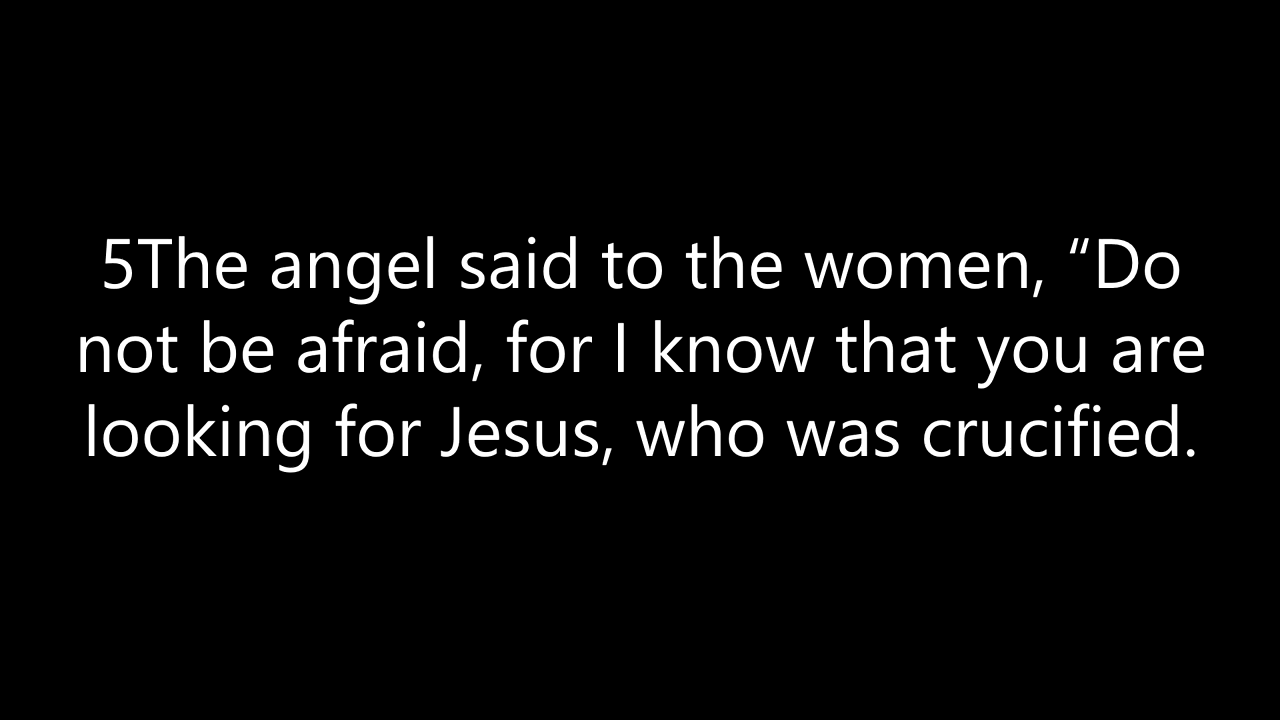 5The angel said to the women, “Do
not be afraid, for I know that you are
looking for Jesus, who was crucified.